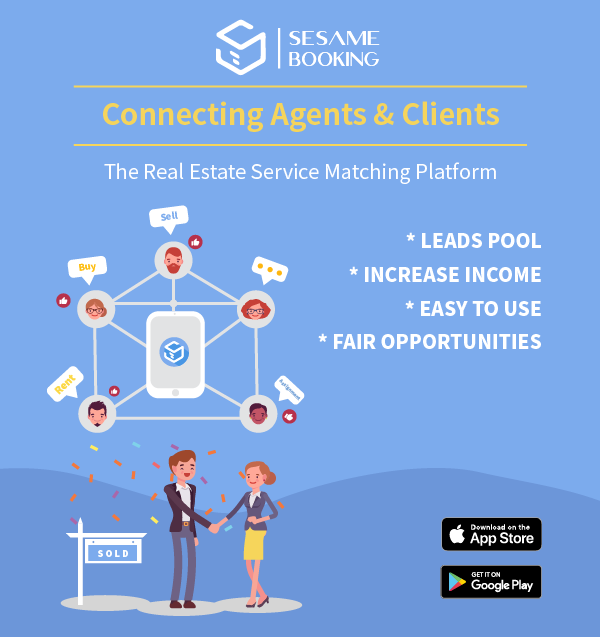 SESAME
BOOKING
Connecting Agents & Clients
The Real Estate Service Matching Platform
Sell
Buy
Rent
Assignment
* LEADS POOL
* INCREASE INCOME
* EASY TO USE
* FAIR OPPORTUNITIES
SOLD
Download on the
App Store
GET IT ON
Google Play